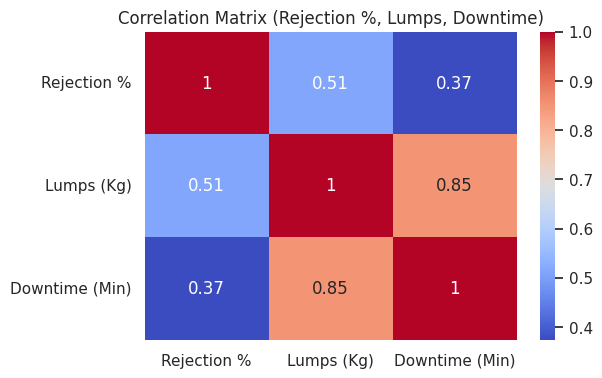 Correlation Matrix (Rejection %, Lumps, Downtime)
Rejection % 1 0.51 0.37
Lumps (Kg) 0.51 1 0.85
Downtime (Min) 0.37 0.85 1
Rejection % Lumps (Kg) Downtime (Min)
1.0
0.9
0.8
0.7
0.6
0.5
0.4